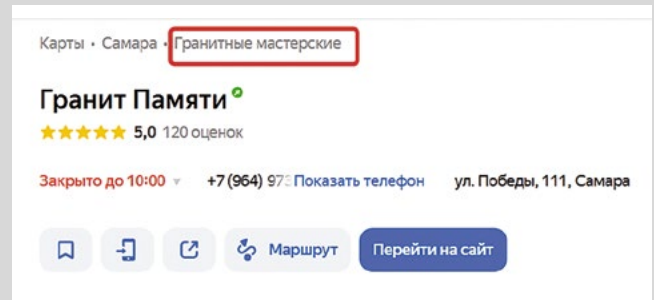 Карты • Самара • Гранитные мастерские
Гранит Памяти
5,0 120 оценок
Закрыто до 10:00 +7 (964) 97 Показать телефон ул. Победы, 111, Самара
Маршрут Перейти на сайт